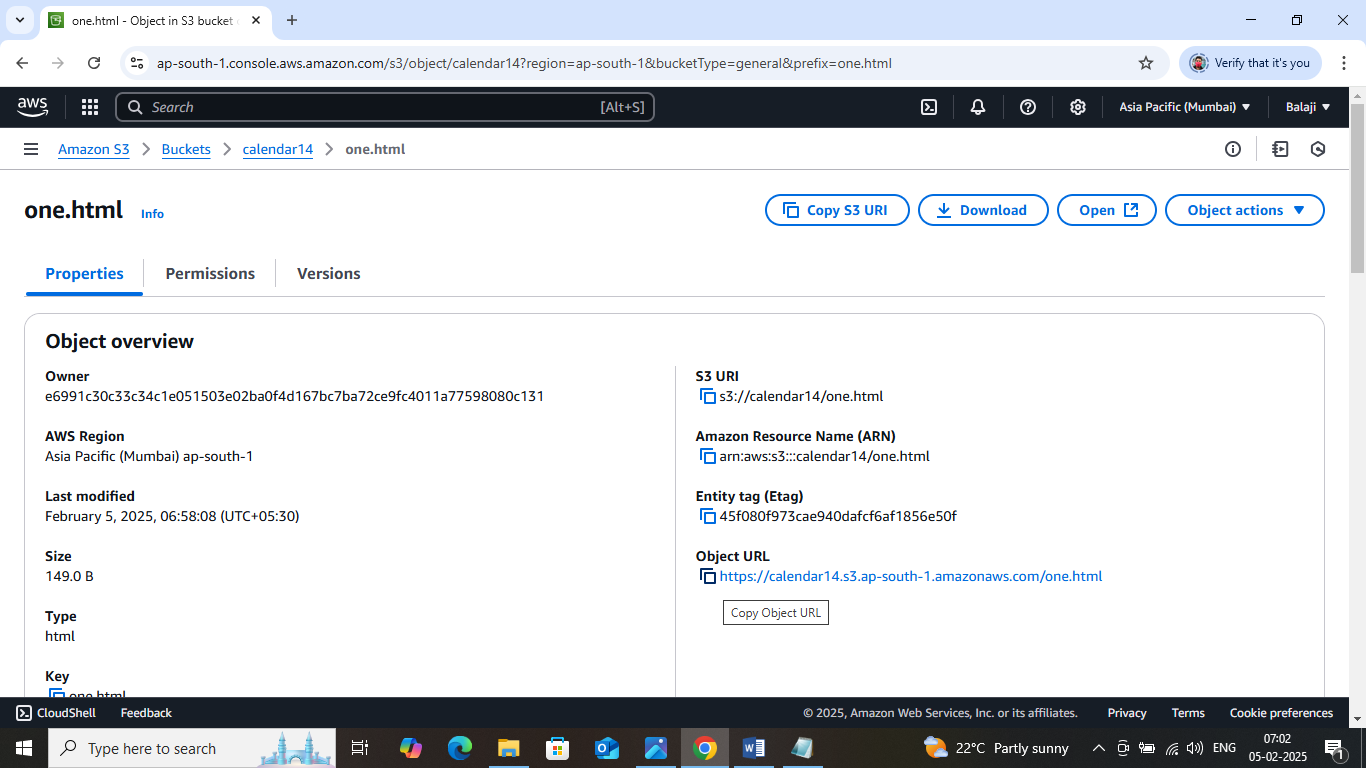 one.html - Object in S3 bucket
ap-south-1.console.aws.amazon.com/s3/object/calendar14?region=ap-south-1&bucketType=general&prefix=one.html
Verify that it's you
aws
Search
[Alt+S]
Asia Pacific (Mumbai)
Balaji
Amazon S3
Buckets
calendar14
one.html
one.html
Info
Copy S3 URI
Download
Open
Object actions
Properties
Permissions
Versions
Object overview
Owner
e6991c30c33c34c1e051503e02ba0f4d167bc7ba72ce9fc4011a77598080c131
AWS Region
Asia Pacific (Mumbai) ap-south-1
Last modified
February 5, 2025, 06:58:08 (UTC+05:30)
Size
149.0 B
Type
html
Key
one.html
S3 URI
s3://calendar14/one.html
Amazon Resource Name (ARN)
arn:aws:s3:::calendar14/one.html
Entity tag (Etag)
45f080f973cae940dafcf6af1856e50f
Object URL
https://calendar14.s3.ap-south-1.amazonaws.com/one.html
Copy Object URL
CloudShell
Feedback
© 2025, Amazon Web Services, Inc. or its affiliates.
Privacy
Terms
Cookie preferences
Type here to search
22°C Partly sunny
ENG
07:02
05-02-2025
1